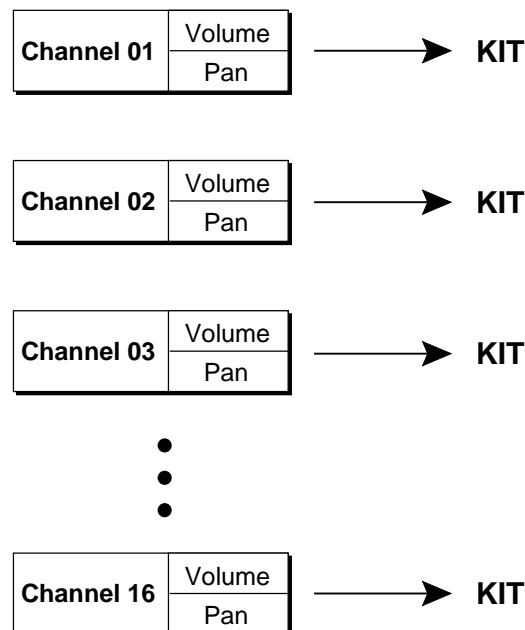 Channel 01 Volume Pan KIT
Channel 02 Volume Pan KIT
Channel 03 Volume Pan KIT
Channel 16 Volume Pan KIT